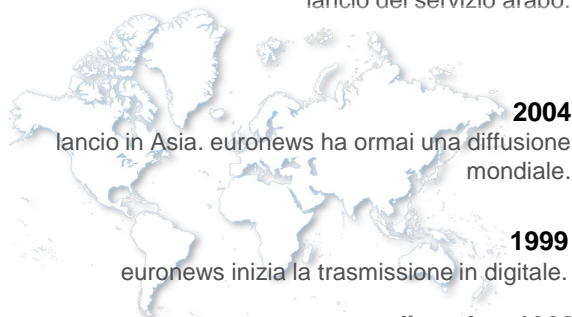 lancio del servizio arabo.
2004
lancio in Asia. euronews ha ormai una diffusione
mondiale.
1999
euronews inizia la trasmissione in digitale.